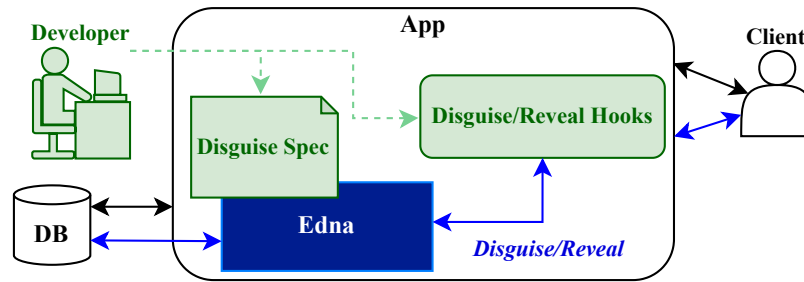 App
Developer
Client
Disguise Spec
Disguise/Reveal Hooks
DB
Edna
Disguise/Reveal